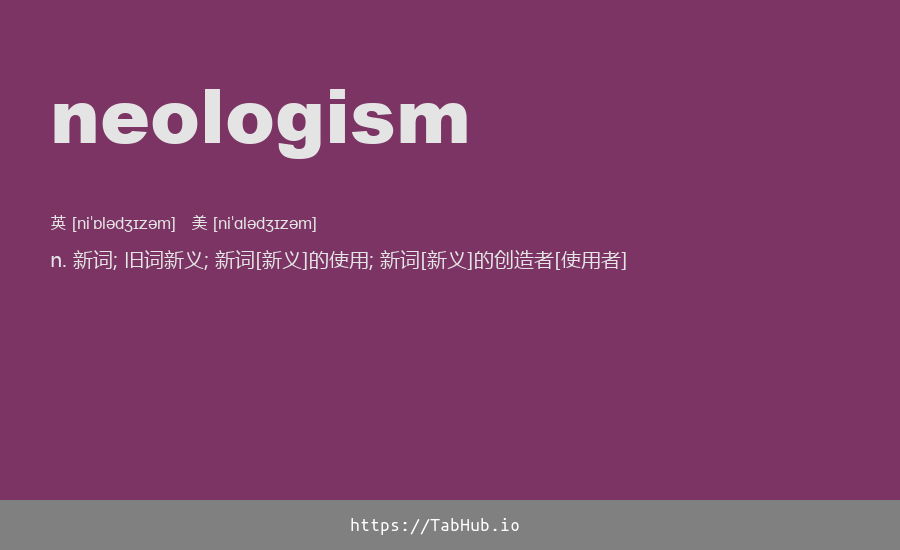 neologism
英 [niˈɒlədʒɪzəm] 美 [niˈɑlədʒɪzəm]
n. 新词; 旧词新义; 新词[新义]的使用; 新词[新义]的创造者[使用者]
https://TabHub.io